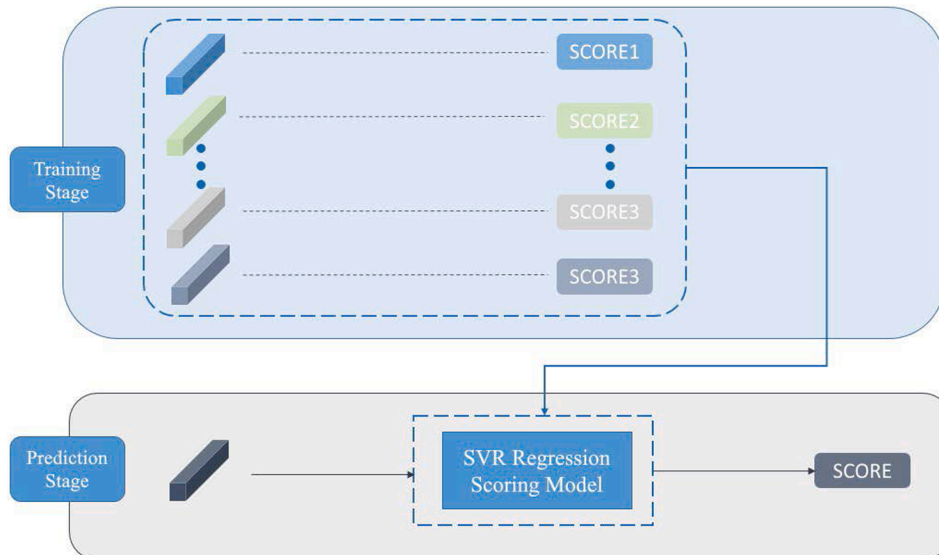 SCORE1
SCORE2
Training
Stage
SCORE3
SCORE3
Prediction
Stage
SVR Regression
Scoring Model
SCORE